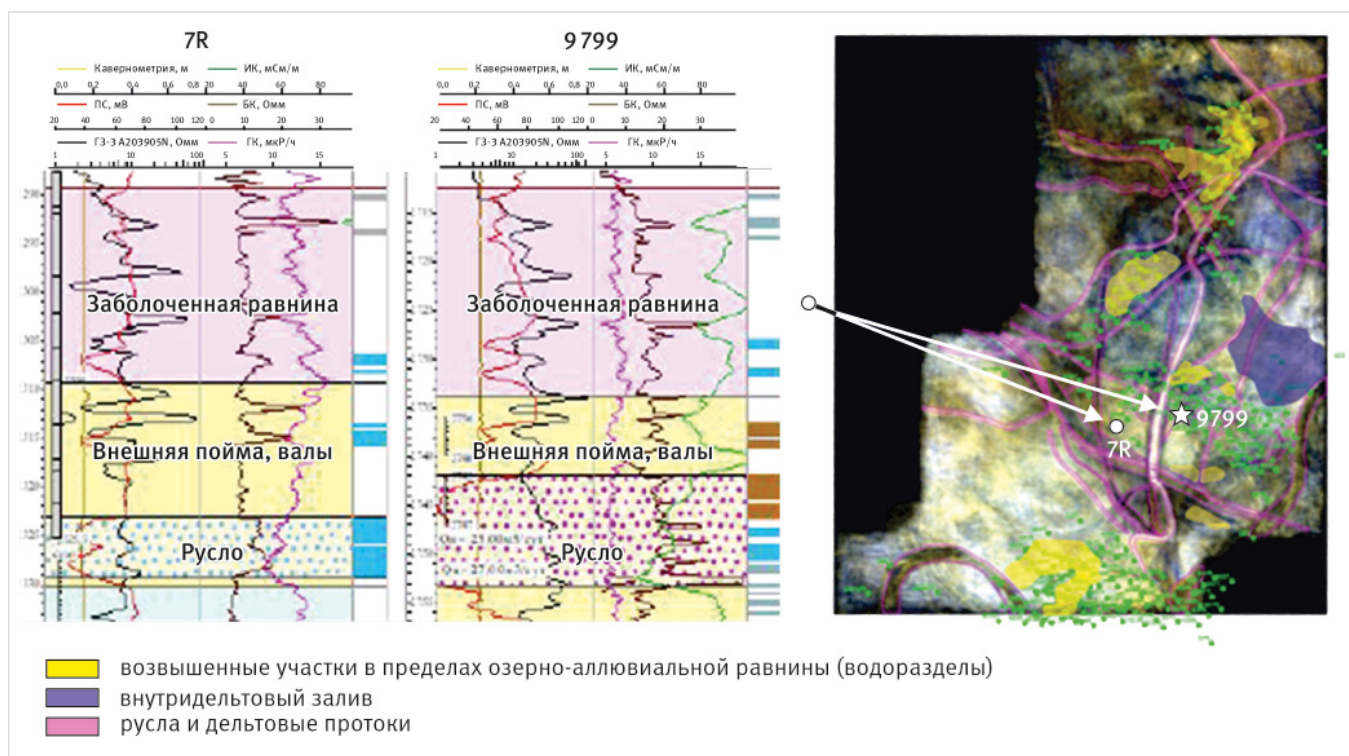 7R
Кавернометрия, м
ИК, мСм/м
0,0 0,2 0,4 0,6 0,8 20 40 60 80
ПС, мВ
БК, Омм
20 40 60 80 100 120 0 10 20 30
ГЗ-3 A203905N, Омм
ГК, мкР/ч
1 10 100 5 10 15
Заболоченная равнина
Внешняя пойма, валы
Русло
9 799
Кавернометрия, м
ИК, мСм/м
0,0 0,2 0,4 0,6 0,8 20 40 60 80
ПС, мВ
БК, Омм
20 40 60 80 100 120 0 10 20 30
ГЗ-3 A203905N, Омм
ГК, мкР/ч
1 10 100 5 10 15
Заболоченная равнина
Внешняя пойма, валы
Русло
9799
7R
возвышенные участки в пределах озерно-аллювиальной равнины (водоразделы)
внутридельтовый залив
русла и дельтовые протоки